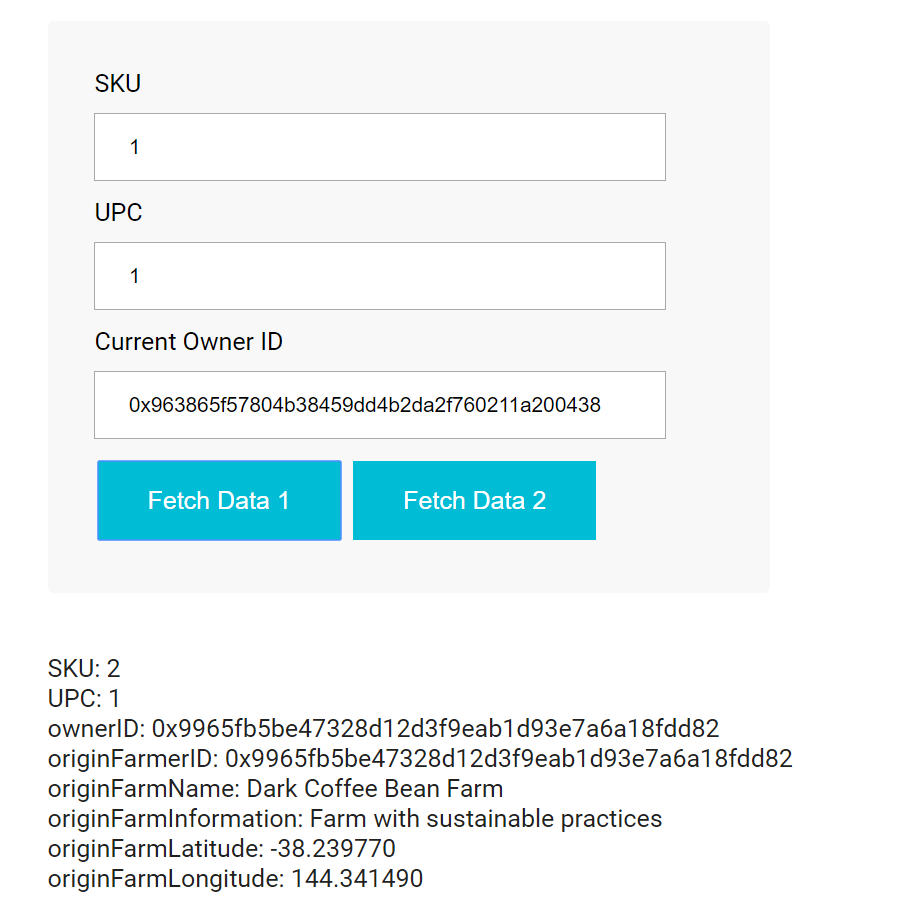 SKU
1
UPC
1
Current Owner ID
0x963865f57804b38459dd4b2da2f760211a200438
Fetch Data 1 Fetch Data 2
SKU: 2
UPC: 1
ownerID: 0x9965fb5be47328d12d3f9eab1d93e7a6a18fdd82
originFarmerID: 0x9965fb5be47328d12d3f9eab1d93e7a6a18fdd82
originFarmName: Dark Coffee Bean Farm
originFarmInformation: Farm with sustainable practices
originFarmLatitude: -38.239770
originFarmLongitude: 144.341490